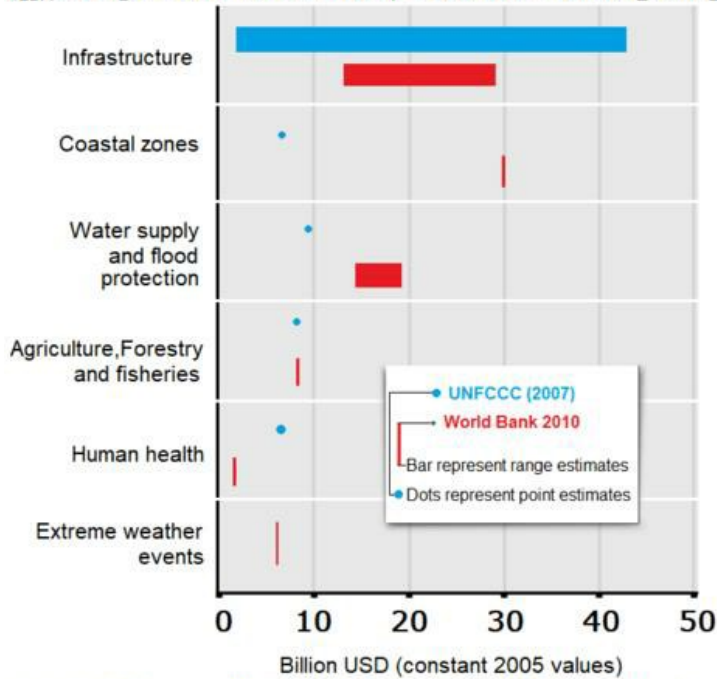 Infrastructure
Coastal zones
Water supply
and flood
protection
Agriculture,Forestry
and fisheries
Human health
Extreme weather
events
UNFCCC (2007)
World Bank 2010
Bar represent range estimates
Dots represent point estimates
0 10 20 30 40 50
Billion USD (constant 2005 values)